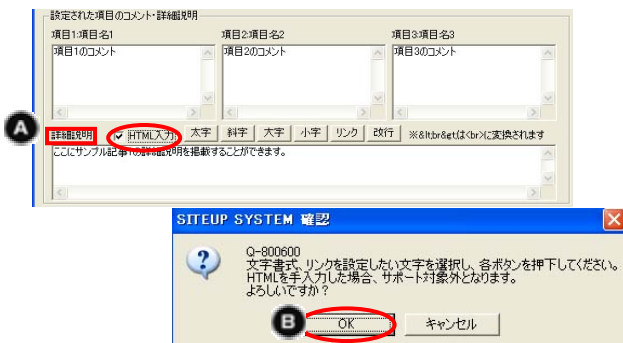 設定された項目のコメント・詳細説明
項目1:項目名1 項目2:項目名2 項目3:項目名3
項目1のコメント 項目2のコメント 項目3のコメント
A
詳細説明 HTML入力 太字 斜字 大字 小字 リンク 改行 ※&lt;br&gt;は<br>に変換されます
ここにサンプル記事1の詳細説明を掲載することができます。
SITEUP SYSTEM 確認
Q-800600
文字書式、リンクを設定したい文字を選択し、各ボタンを押下してください。
HTMLを手入力した場合、サポート対象外となります。
よろしいですか？
B OK キャンセル